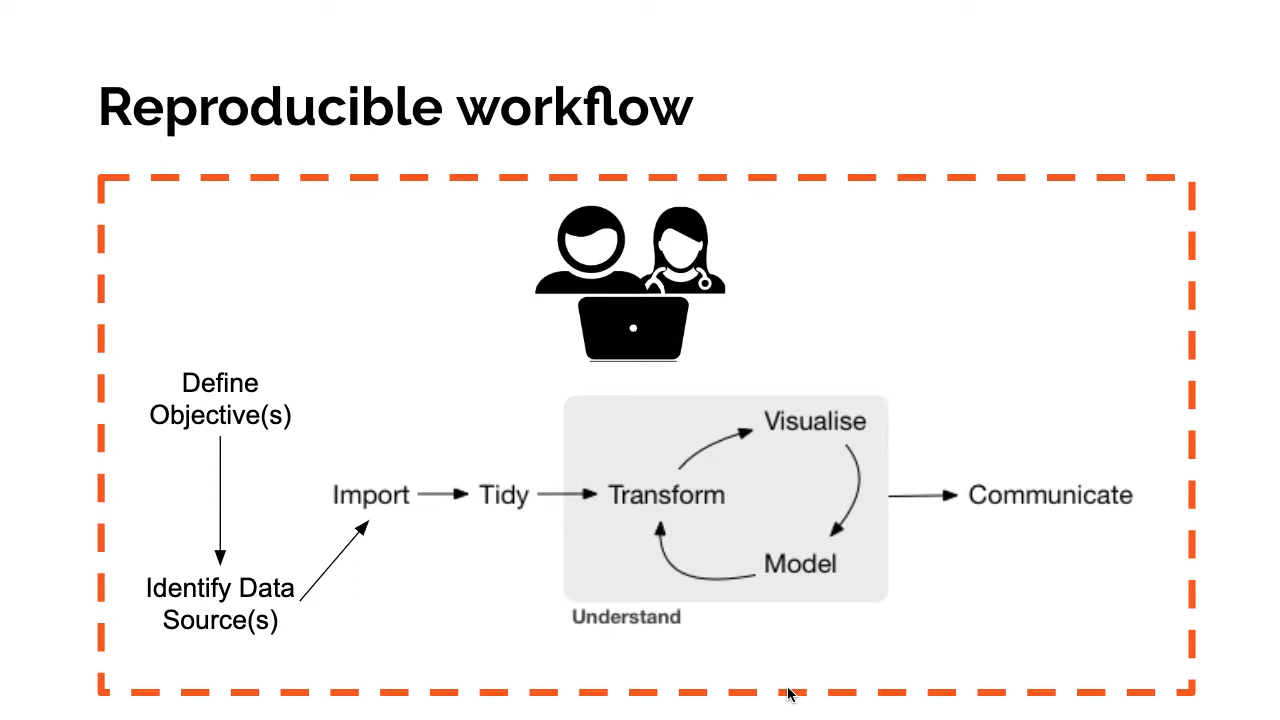 Reproducible workflow
Define
Objective(s)
Identify Data
Source(s)
Import
Tidy
Transform
Visualise
Model
Understand
Communicate